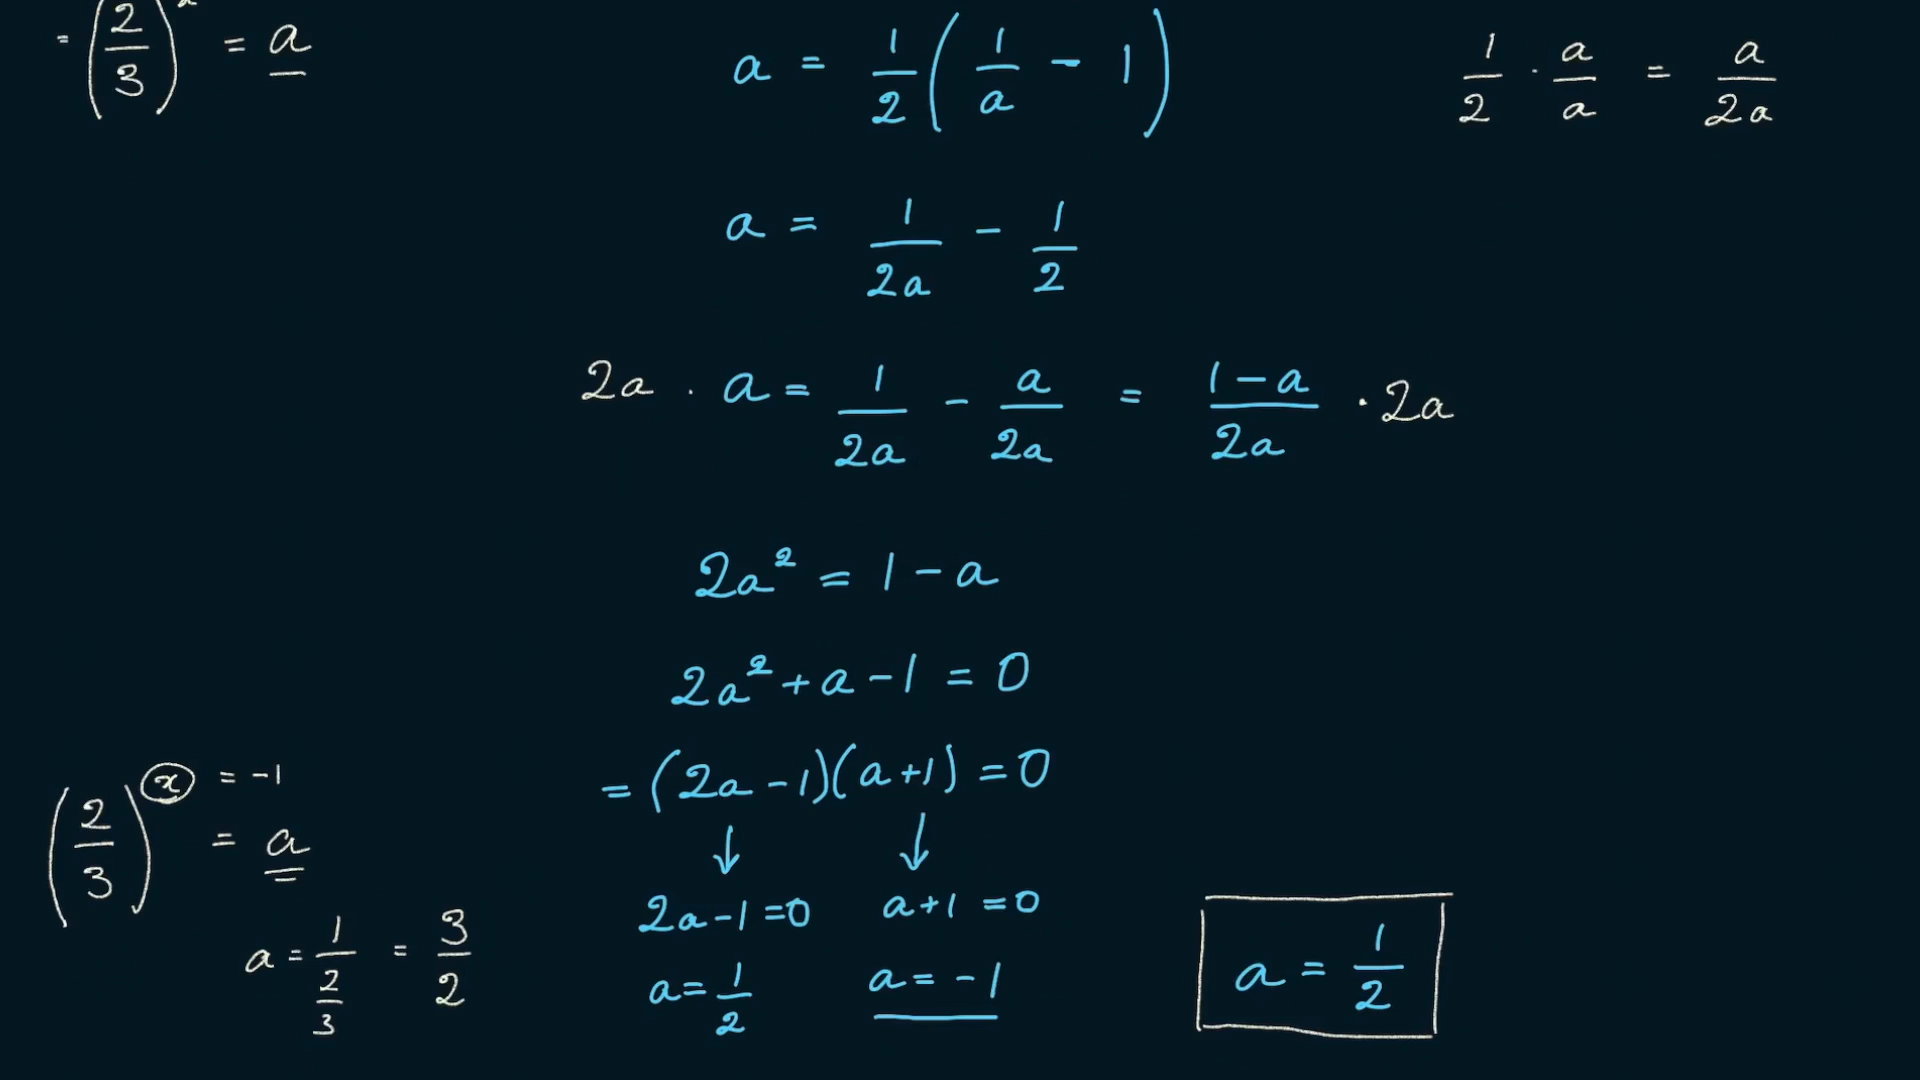 = (2/3)^x = a
a = 1/2 (1/a - 1)
1/2 · a/a = a/2a
a = 1/2a - 1/2
2a · a = 1/2a - a/2a = 1-a/2a · 2a
2a² = 1 - a
2a² + a - 1 = 0
= (2a - 1)(a + 1) = 0
(2/3)^x = a
x = -1
a = 1/(2/3) = 3/2
↓ ↓
2a - 1 = 0 a + 1 = 0
a = 1/2 a = -1
a = 1/2